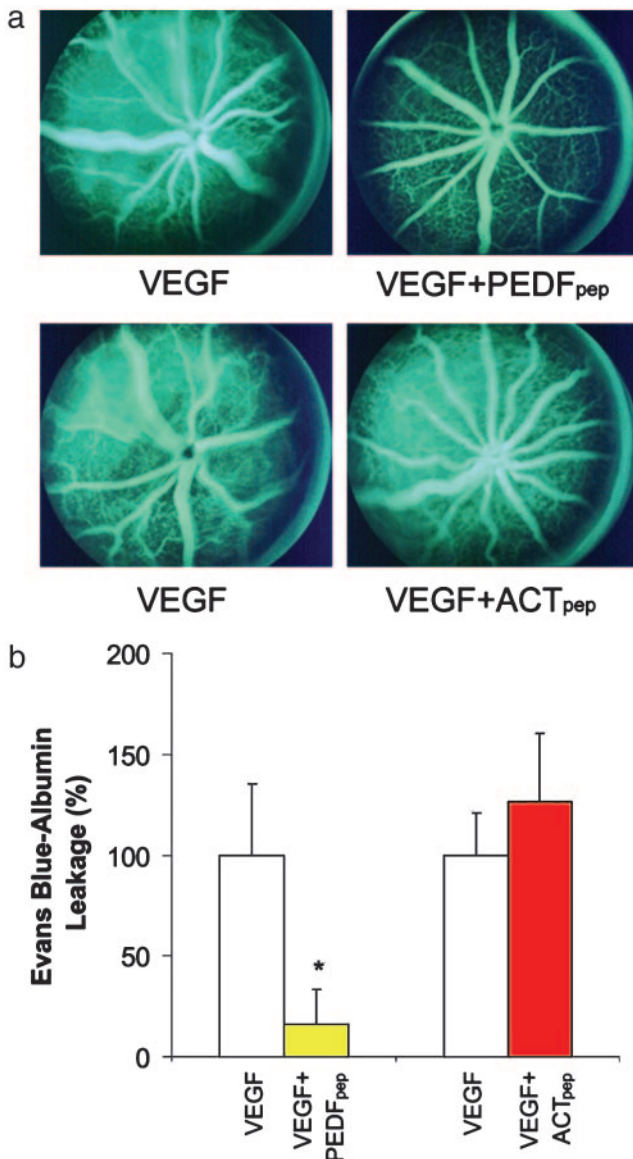 a
VEGF VEGF+PEDFpep
VEGF VEGF+ACTpep
b
Evans Blue-Albumin
Leakage (%)
200
150
100
50
0
VEGF
VEGF+
PEDFpep
VEGF
VEGF+
ACTpep
*